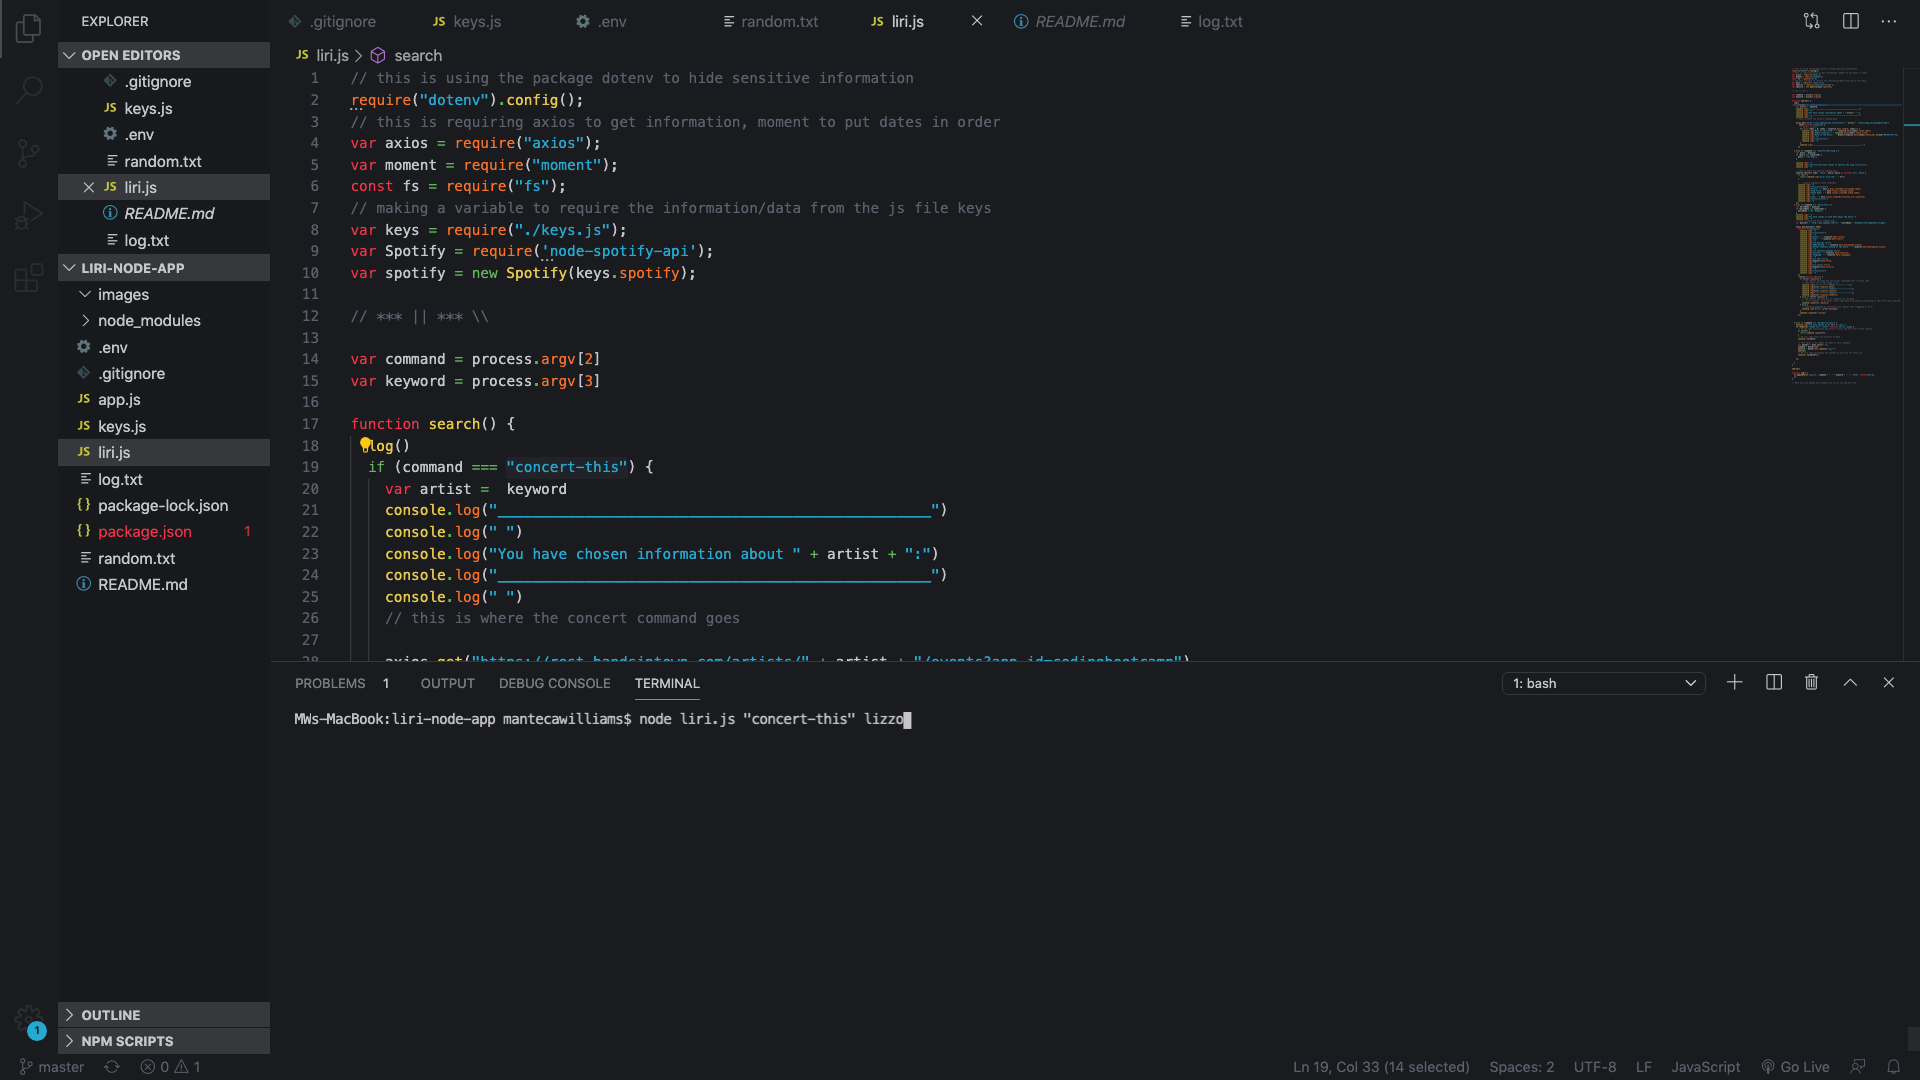 EXPLORER
OPEN EDITORS
.gitignore
JS keys.js
.env
random.txt
JS liri.js
README.md
log.txt
LIRI-NODE-APP
images
node_modules
.env
.gitignore
JS app.js
JS keys.js
JS liri.js
log.txt
{} package-lock.json
{} package.json 1
random.txt
README.md
OUTLINE
NPM SCRIPTS
1
.gitignore JS keys.js .env random.txt JS liri.js README.md log.txt
JS liri.js > search
1 // this is using the package dotenv to hide sensitive information
2 require("dotenv").config();
3 // this is requiring axios to get information, moment to put dates in order
4 var axios = require("axios");
5 var moment = require("moment");
6 const fs = require("fs");
7 // making a variable to require the information/data from the js file keys
8 var keys = require("./keys.js");
9 var Spotify = require('node-spotify-api');
10 var spotify = new Spotify(keys.spotify);
11
12 // *** || *** \\
13
14 var command = process.argv[2]
15 var keyword = process.argv[3]
16
17 function search() {
18 log()
19 if (command === "concert-this") {
20 var artist =  keyword
21 console.log("__________________________________________________")
22 console.log(" ")
23 console.log("You have chosen information about " + artist + ":")
24 console.log("__________________________________________________")
25 console.log(" ")
26 // this is where the concert command goes
27
28 axios.get("https://rest.bandsintown.com/artists/" + artist + "/events?app_id=codingbootcamp")
PROBLEMS 1 OUTPUT DEBUG CONSOLE TERMINAL 1: bash
MWs-MacBook:liri-node-app mantecawilliams$ node liri.js "concert-this" lizzo
master 0 1 Ln 19, Col 33 (14 selected) Spaces: 2 UTF-8 LF JavaScript Go Live